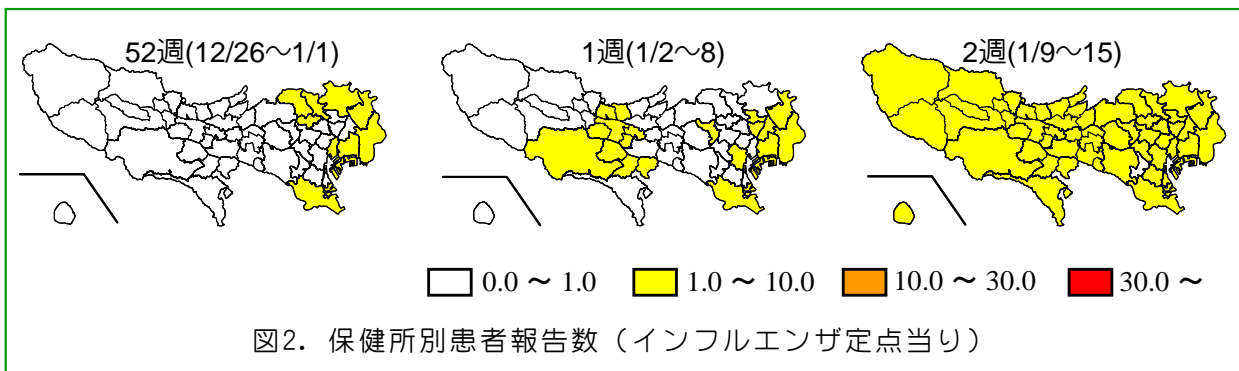 52週(12/26～1/1)
1週(1/2～8)
2週(1/9～15)
0.0 ～ 1.0
1.0 ～ 10.0
10.0 ～ 30.0
30.0 ～
図2. 保健所別患者報告数（インフルエンザ定点当り）